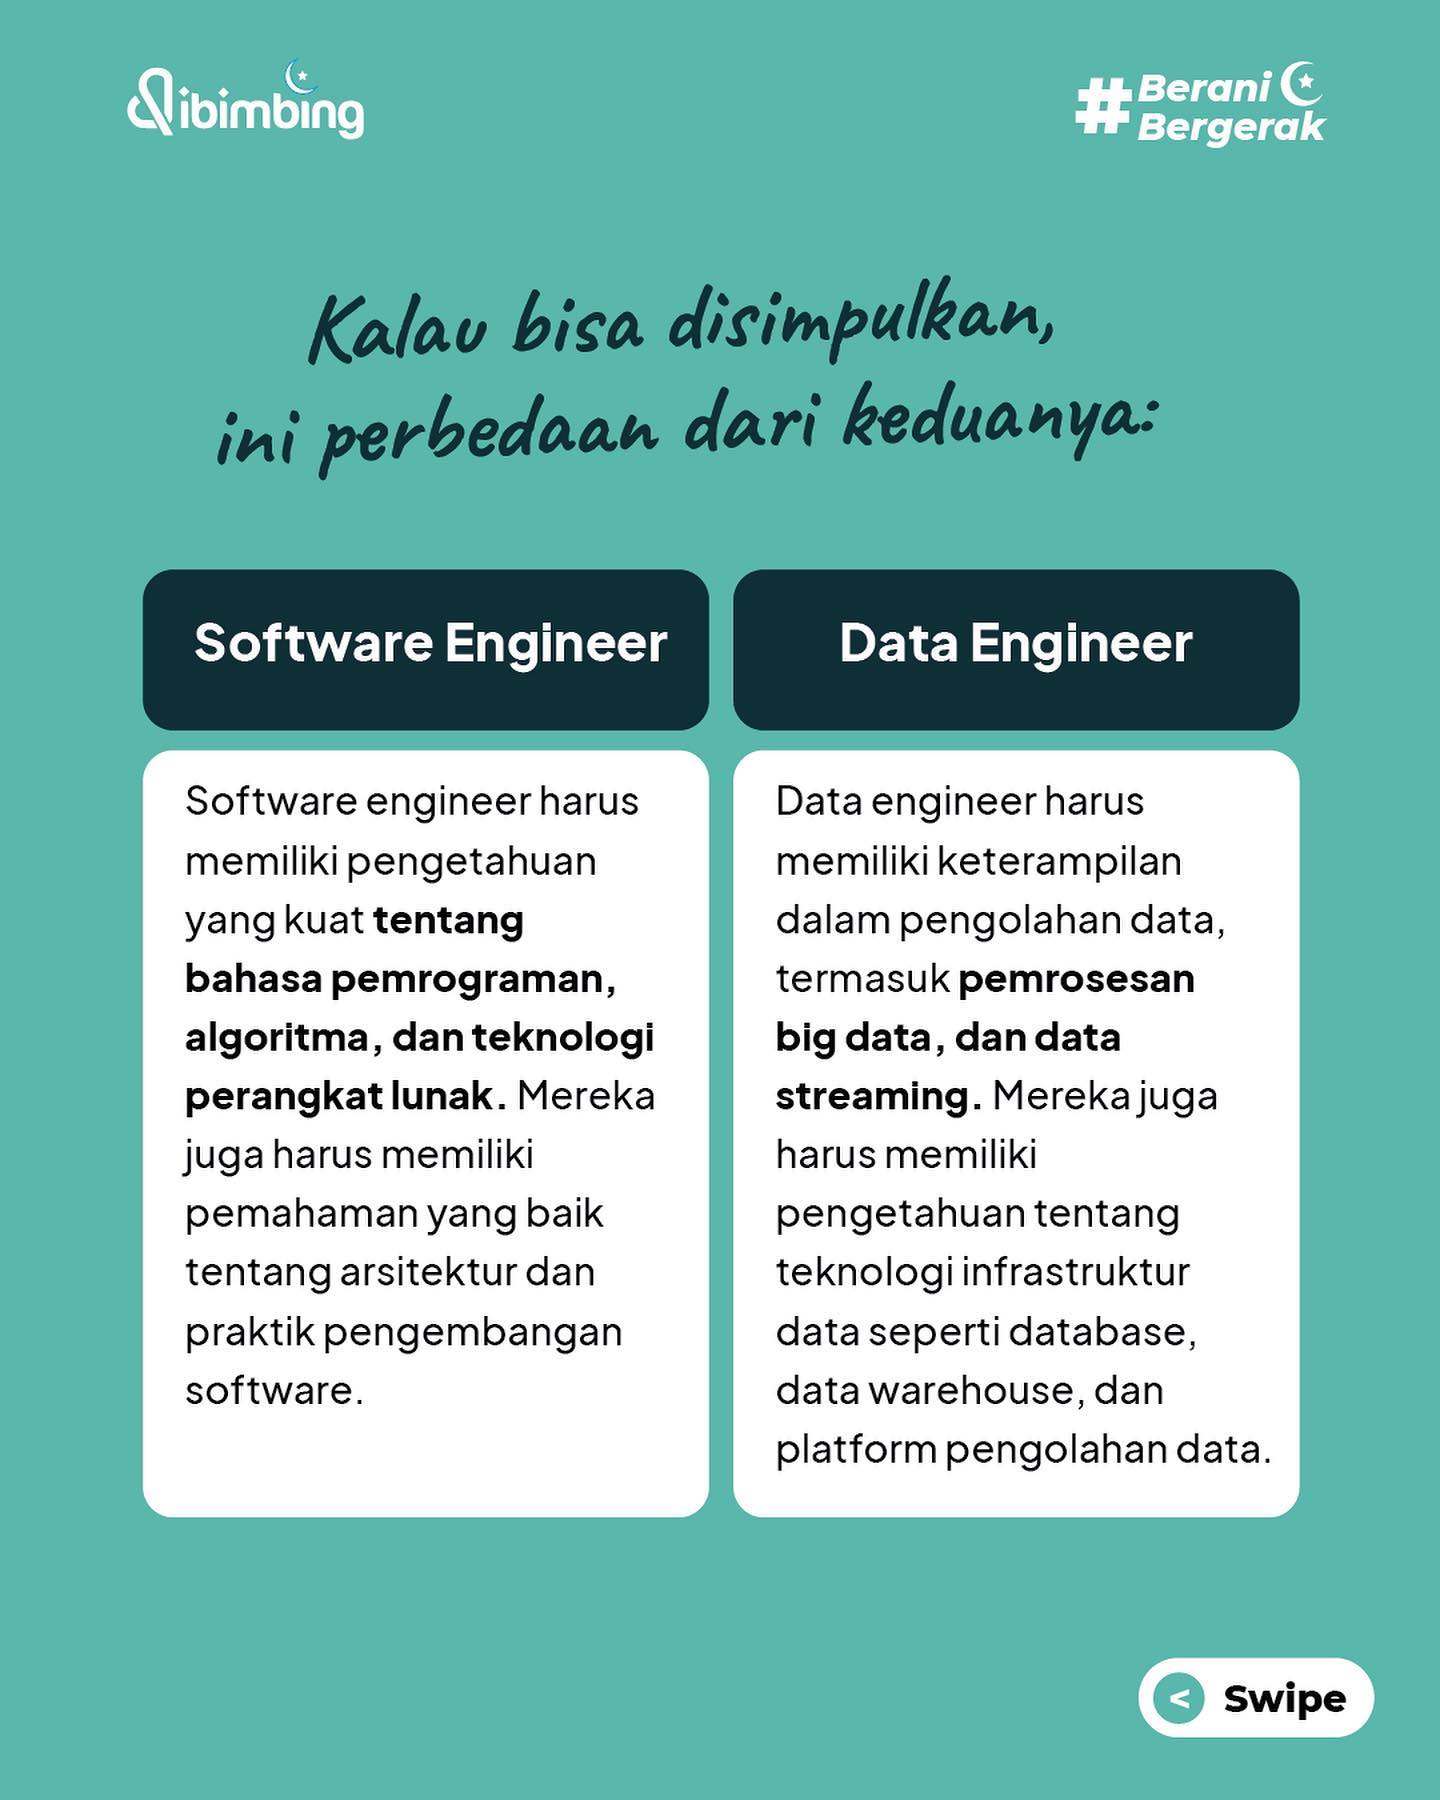 dibimbing
#Berani
Bergerak
Kalau bisa disimpulkan,
ini perbedaan dari keduanya:
Software Engineer
Software engineer harus
memiliki pengetahuan
yang kuat tentang
bahasa pemrograman,
algoritma, dan teknologi
perangkat lunak. Mereka
juga harus memiliki
pemahaman yang baik
tentang arsitektur dan
praktik pengembangan
software.
Data Engineer
Data engineer harus
memiliki keterampilan
dalam pengolahan data,
termasuk pemrosesan
big data, dan data
streaming. Mereka juga
harus memiliki
pengetahuan tentang
teknologi infrastruktur
data seperti database,
data warehouse, dan
platform pengolahan data.
< Swipe